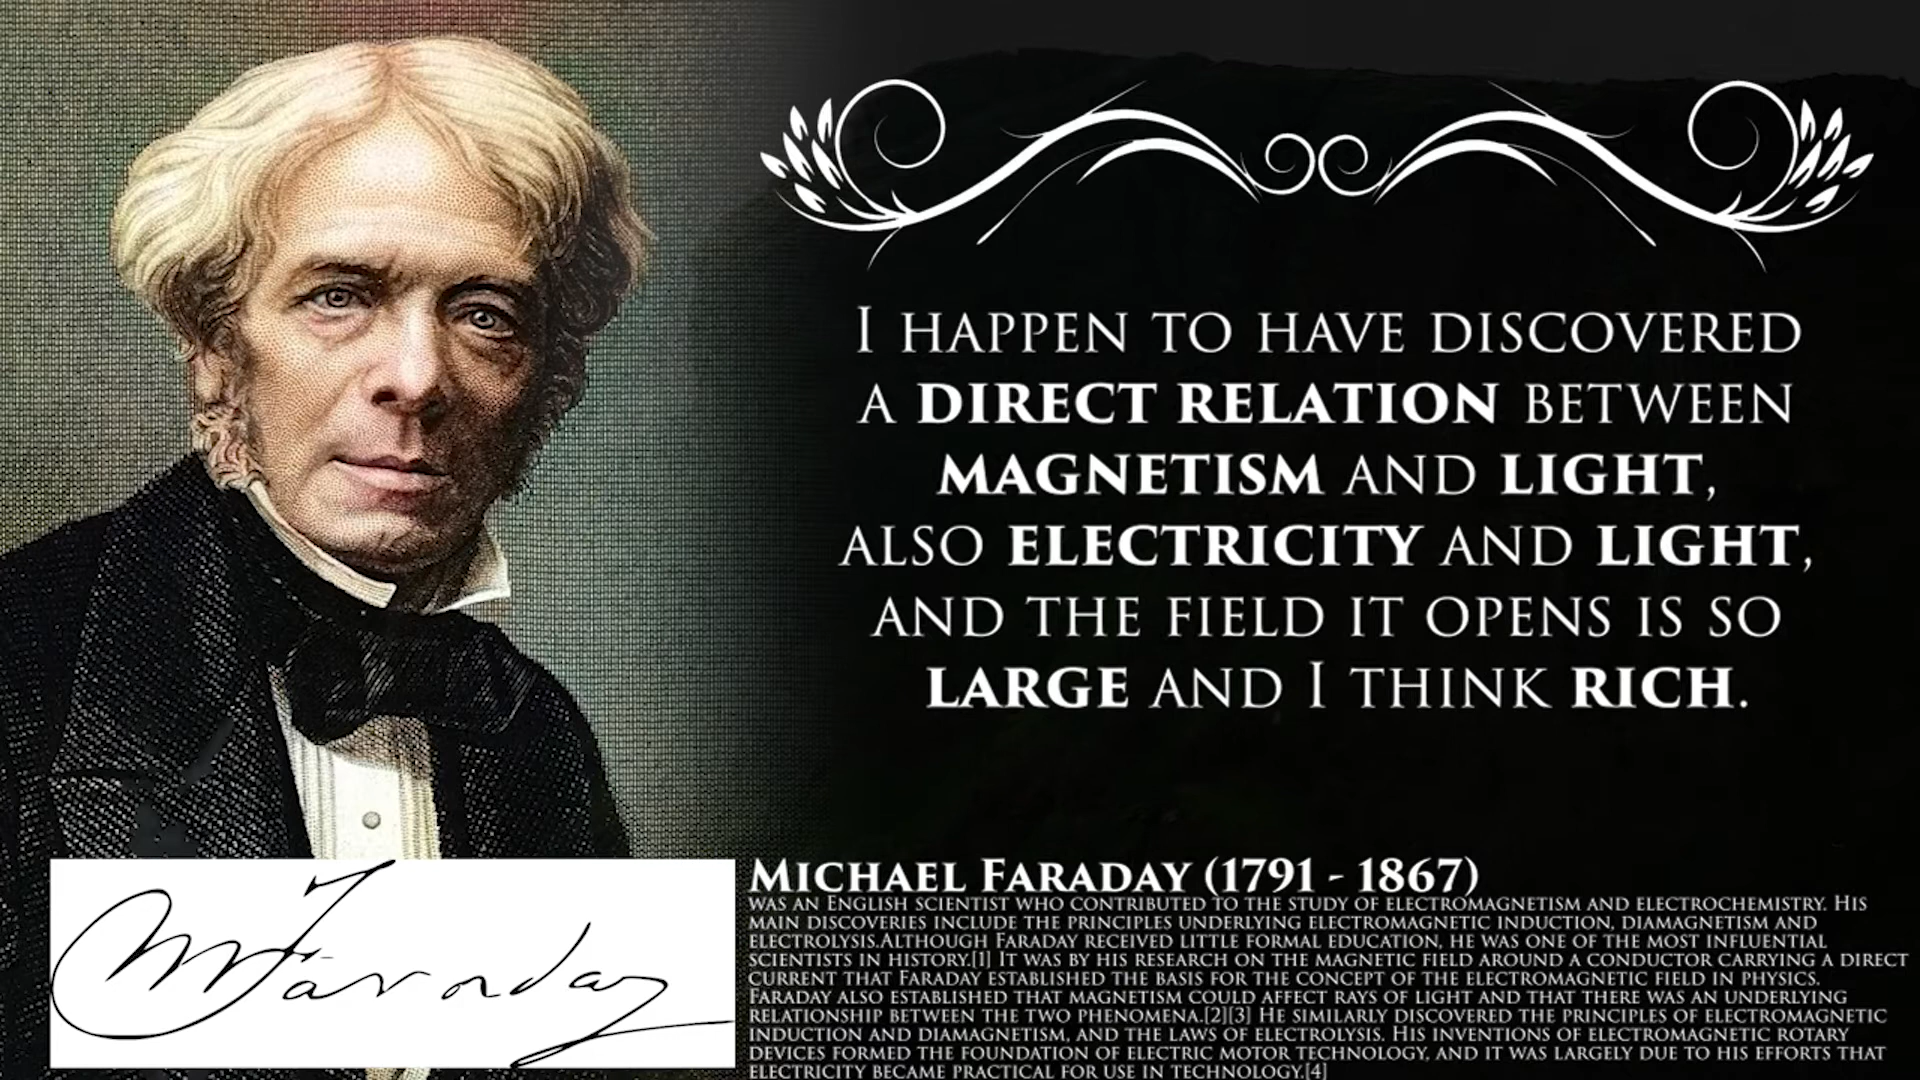 I HAPPEN TO HAVE DISCOVERED
A DIRECT RELATION BETWEEN
MAGNETISM AND LIGHT,
ALSO ELECTRICITY AND LIGHT,
AND THE FIELD IT OPENS IS SO
LARGE AND I THINK RICH.
M Faraday
MICHAEL FARADAY (1791 - 1867)
WAS AN ENGLISH SCIENTIST WHO CONTRIBUTED TO THE STUDY OF ELECTROMAGNETISM AND ELECTROCHEMISTRY. HIS
MAIN DISCOVERIES INCLUDE THE PRINCIPLES UNDERLYING ELECTROMAGNETIC INDUCTION, DIAMAGNETISM AND
ELECTROLYSIS.ALTHOUGH FARADAY RECEIVED LITTLE FORMAL EDUCATION, HE WAS ONE OF THE MOST INFLUENTIAL
SCIENTISTS IN HISTORY.[1] IT WAS BY HIS RESEARCH ON THE MAGNETIC FIELD AROUND A CONDUCTOR CARRYING A DIRECT
CURRENT THAT FARADAY ESTABLISHED THE BASIS FOR THE CONCEPT OF THE ELECTROMAGNETIC FIELD IN PHYSICS.
FARADAY ALSO ESTABLISHED THAT MAGNETISM COULD AFFECT RAYS OF LIGHT AND THAT THERE WAS AN UNDERLYING
RELATIONSHIP BETWEEN THE TWO PHENOMENA.[2][3] HE SIMILARLY DISCOVERED THE PRINCIPLES OF ELECTROMAGNETIC
INDUCTION AND DIAMAGNETISM, AND THE LAWS OF ELECTROLYSIS. HIS INVENTIONS OF ELECTROMAGNETIC ROTARY
DEVICES FORMED THE FOUNDATION OF ELECTRIC MOTOR TECHNOLOGY, AND IT WAS LARGELY DUE TO HIS EFFORTS THAT
ELECTRICITY BECAME PRACTICAL FOR USE IN TECHNOLOGY.[4]